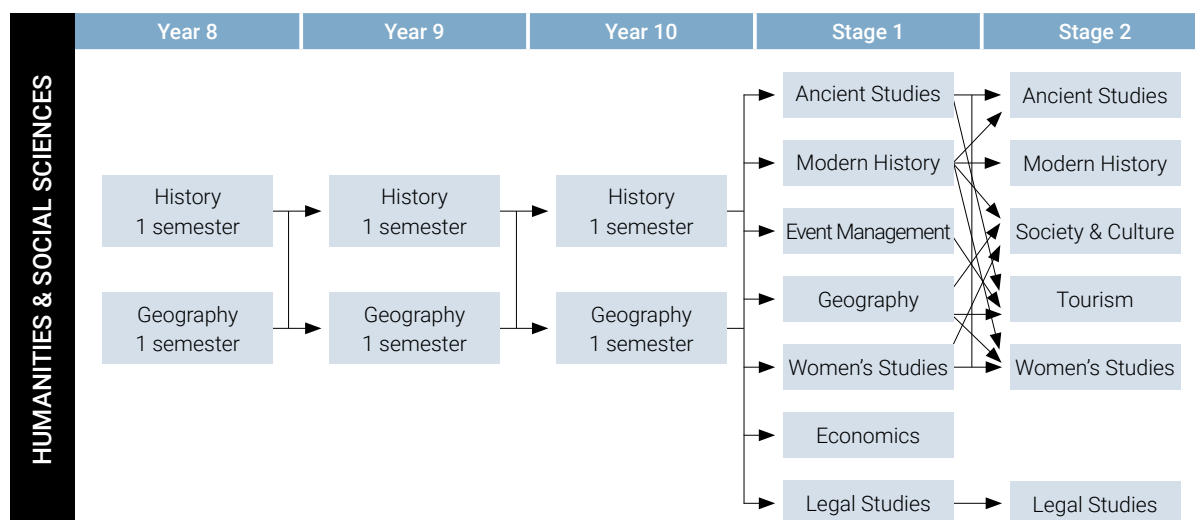 HUMANITIES & SOCIAL SCIENCES
Year 8
Year 9
Year 10
Stage 1
Stage 2
History
1 semester
Geography
1 semester
History
1 semester
Geography
1 semester
History
1 semester
Geography
1 semester
Ancient Studies
Modern History
Event Management
Geography
Women’s Studies
Economics
Legal Studies
Ancient Studies
Modern History
Society & Culture
Tourism
Women’s Studies
Legal Studies